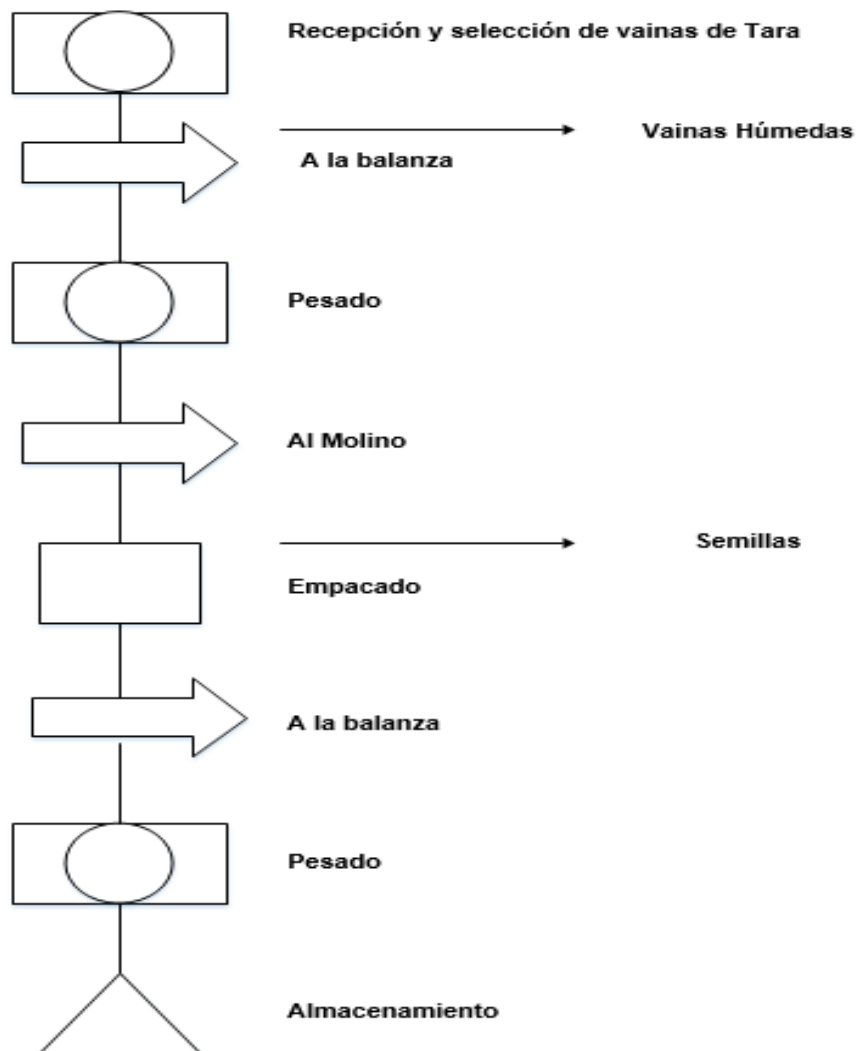 Recepción y selección de vainas de Tara
Vainas Húmedas
A la balanza
Pesado
Al Molino
Semillas
Empacado
A la balanza
Pesado
Almacenamiento